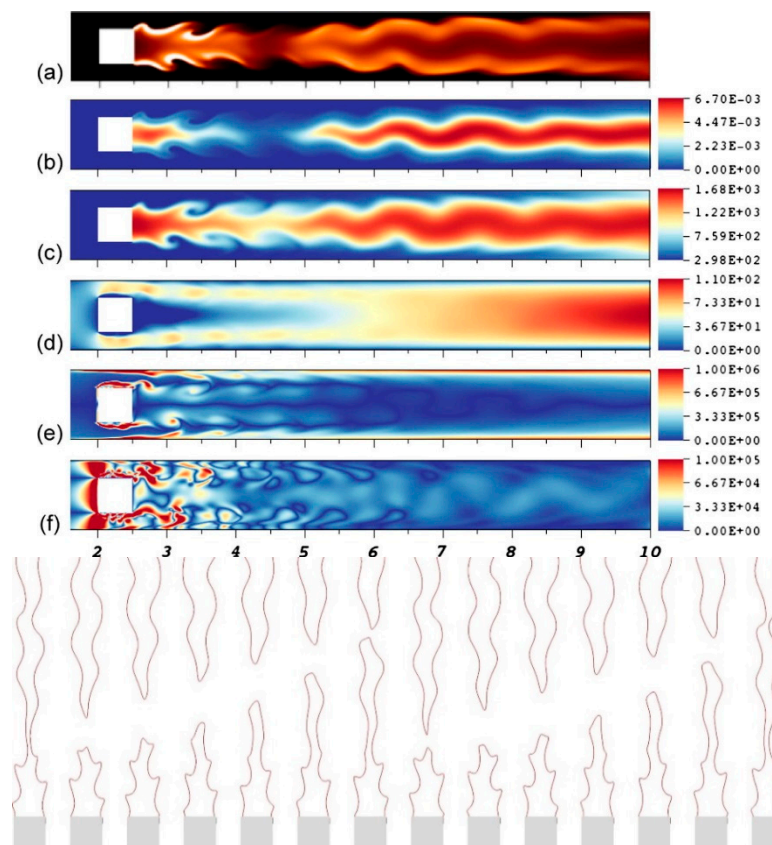 (a)
(b)
6.70E-03
4.47E-03
2.23E-03
0.00E+00
(c)
1.68E+03
1.22E+03
7.59E+02
2.98E+02
(d)
1.10E+02
7.33E+01
3.67E+01
0.00E+00
(e)
1.00E+06
6.67E+05
3.33E+05
0.00E+00
(f)
1.00E+05
6.67E+04
3.33E+04
0.00E+00
2 3 4 5 6 7 8 9 10